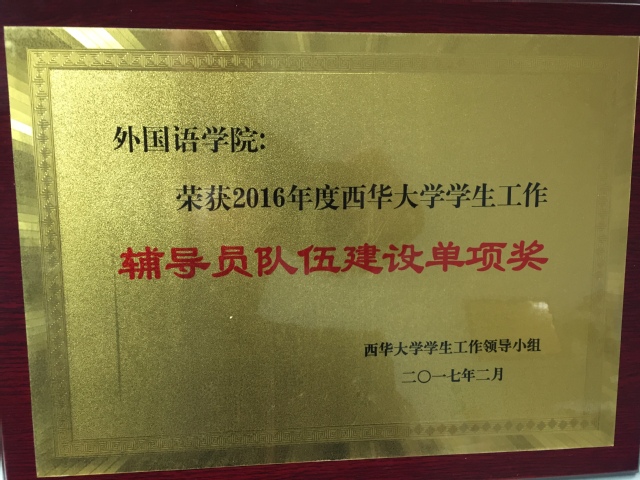 外国语学院:
荣获2016年度西华大学学生工作
辅导员队伍建设单项奖
西华大学学生工作领导小组
二〇一七年二月